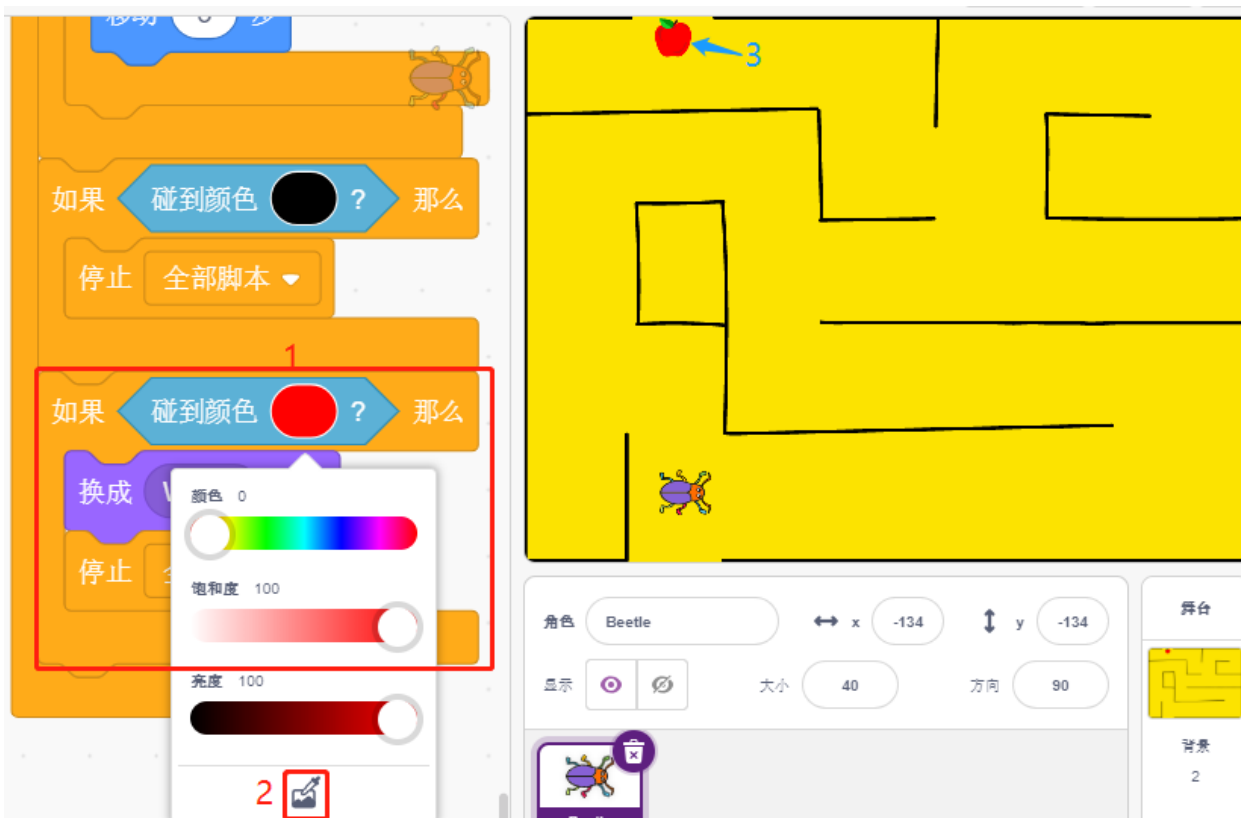 步
3
如果 碰到颜色 ? 那么
停止 全部脚本
1
如果 碰到颜色 ? 那么
换成
停止
颜色 0
饱和度 100
亮度 100
2
角色 Beetle x -134 y -134
显示 大小 40 方向 90
舞台
背景
2